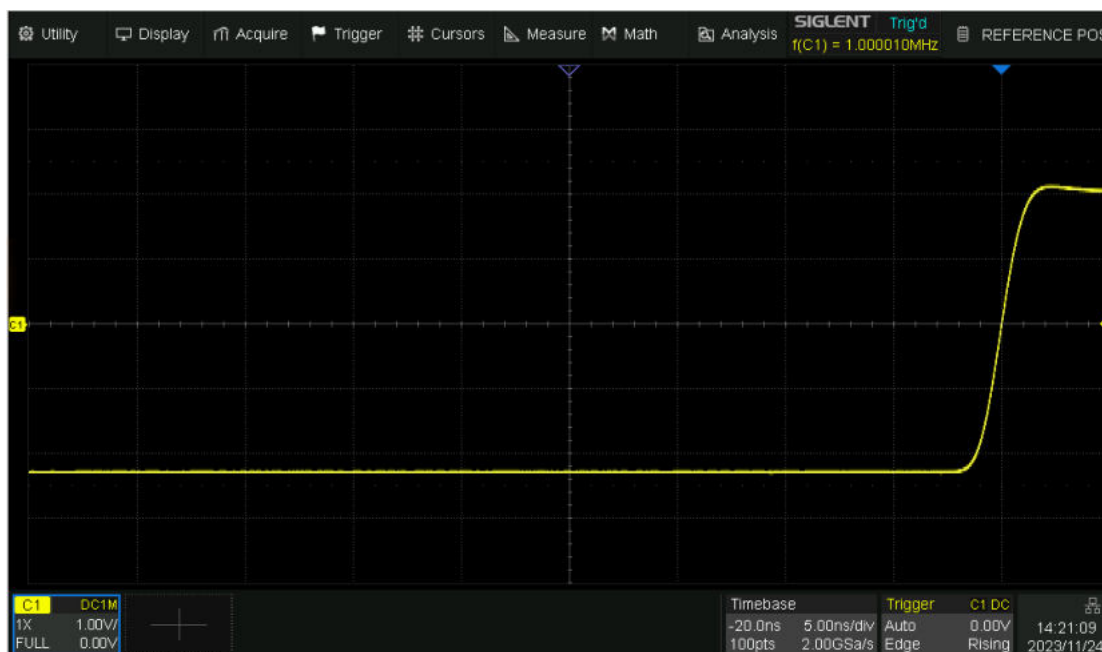 Utility Display Acquire Trigger Cursors Measure Math Analysis
SIGLENT Trig'd
f(C1) = 1.000010MHz
REFERENCE POS
C1
C1 DC1M
1X 1.00V/
FULL 0.00V
Timebase
-20.0ns 5.00ns/div
100pts 2.00GSa/s
Trigger C1 DC
Auto 0.00V
Edge Rising
14:21:09
2023/11/24